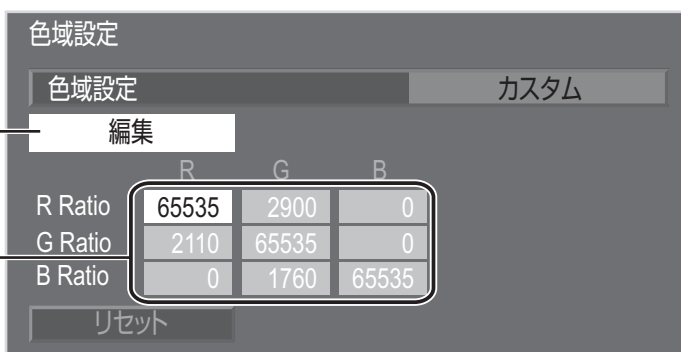 色域設定
色域設定 カスタム
編集
R G B
R Ratio 65535 2900 0
G Ratio 2110 65535 0
B Ratio 0 1760 65535
リセット